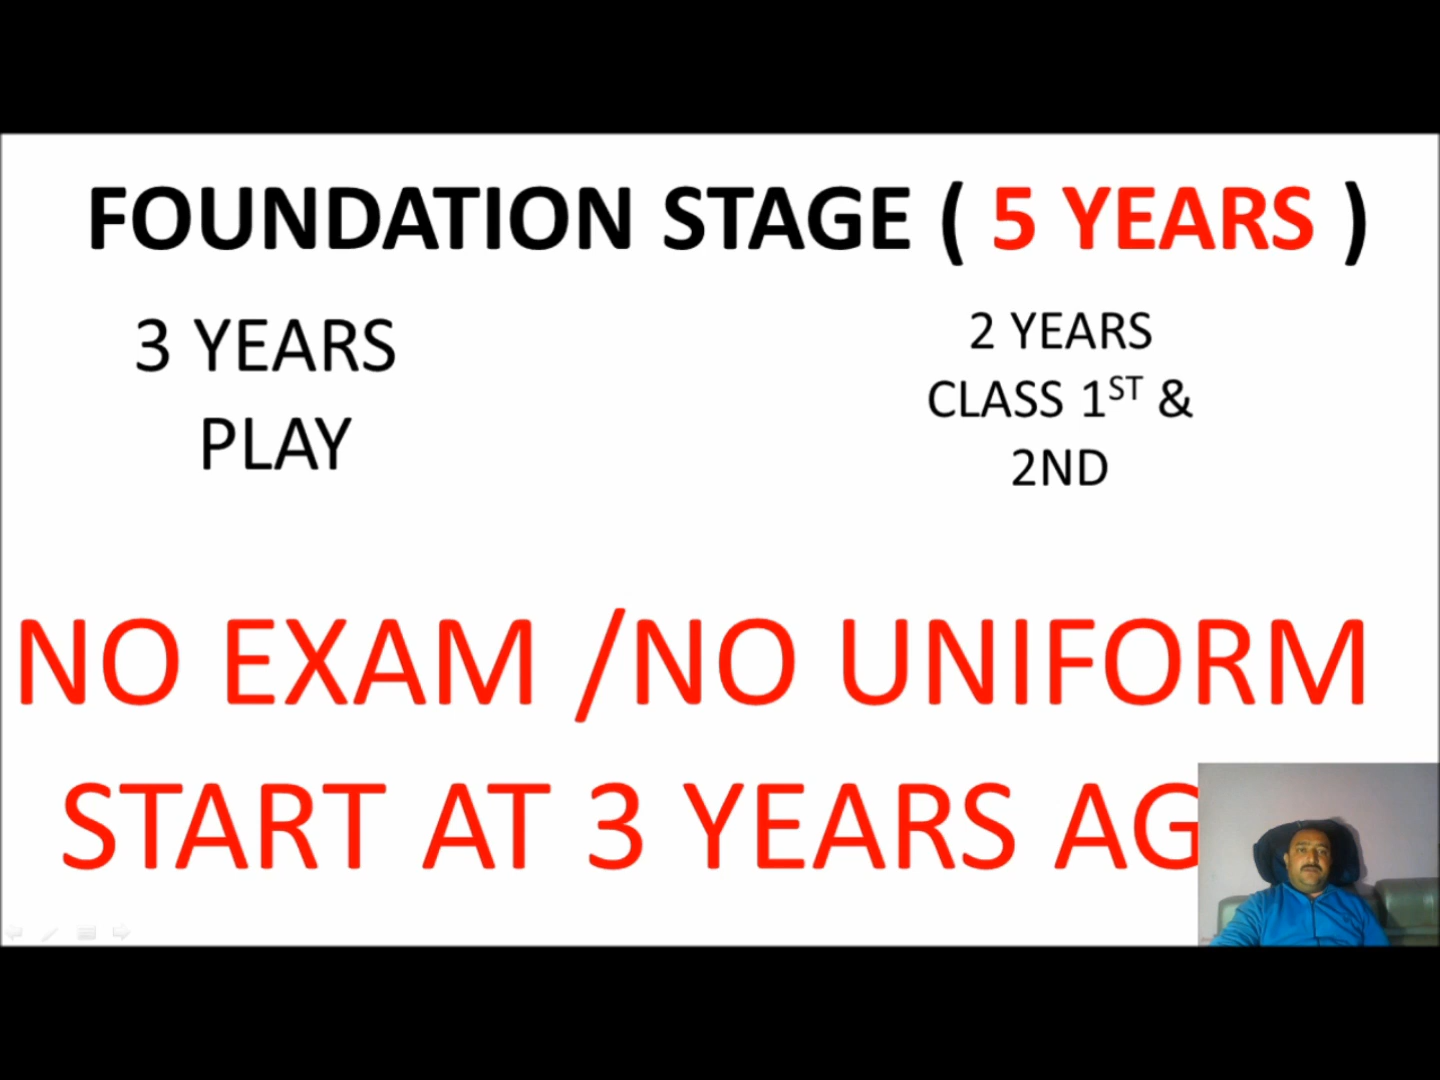 FOUNDATION STAGE ( 5 YEARS )
3 YEARS
PLAY
2 YEARS
CLASS 1ST &
2ND
NO EXAM /NO UNIFORM
START AT 3 YEARS AG